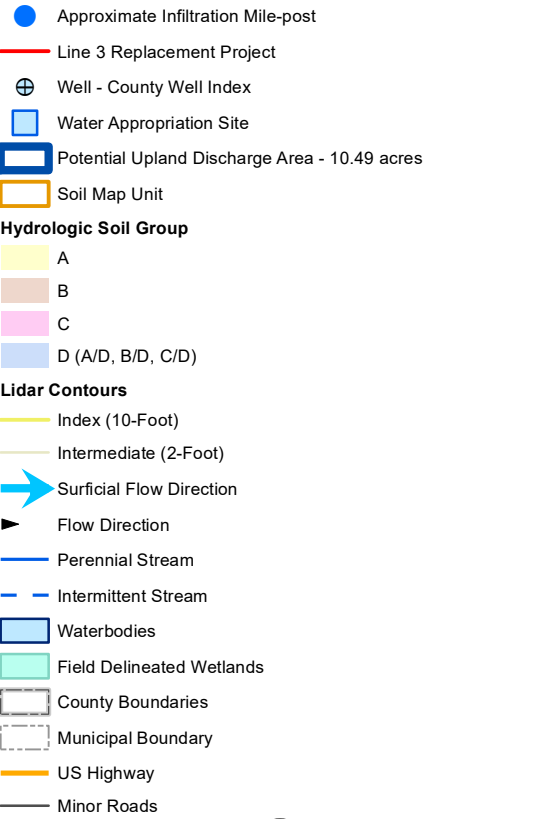 Approximate Infiltration Mile-post
Line 3 Replacement Project
Well - County Well Index
Water Appropriation Site
Potential Upland Discharge Area - 10.49 acres
Soil Map Unit
Hydrologic Soil Group
A
B
C
D (A/D, B/D, C/D)
Lidar Contours
Index (10-Foot)
Intermediate (2-Foot)
Surficial Flow Direction
Flow Direction
Perennial Stream
Intermittent Stream
Waterbodies
Field Delineated Wetlands
County Boundaries
Municipal Boundary
US Highway
Minor Roads